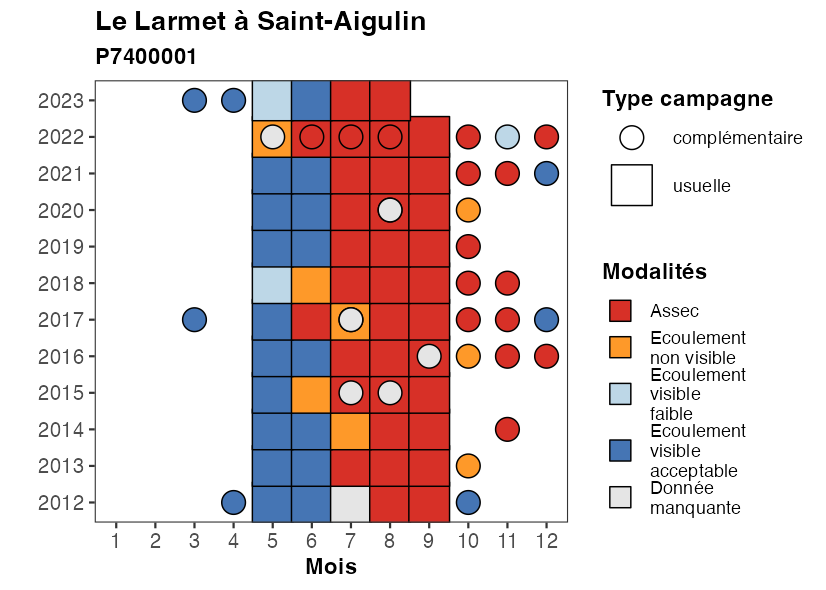 Le Larmet à Saint-Aigulin
P7400001
2023
2022
2021
2020
2019
2018
2017
2016
2015
2014
2013
2012
1 2 3 4 5 6 7 8 9 10 11 12
Mois
Type campagne
complémentaire
usuelle
Modalités
Assec
Ecoulement
non visible
Ecoulement
visible
faible
Ecoulement
visible
acceptable
Donnée
manquante